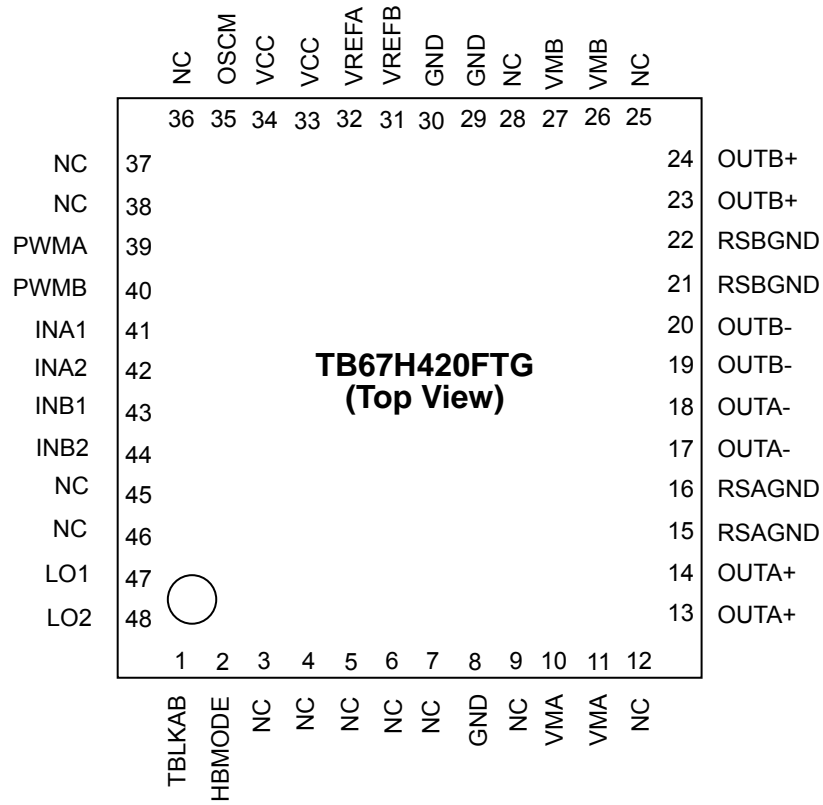 NC OSCM VCC VCC VREFA VREFB GND GND NC VMB VMB NC
36 35 34 33 32 31 30 29 28 27 26 25
NC 37 24 OUTB+
NC 38 23 OUTB+
PWMA 39 22 RSBGND
PWMB 40 21 RSBGND
INA1 41 20 OUTB-
INA2 42 19 OUTB-
TB67H420FTG
(Top View)
INB1 43 18 OUTA-
INB2 44 17 OUTA-
NC 45 16 RSAGND
NC 46 15 RSAGND
LO1 47 14 OUTA+
LO2 48 13 OUTA+
1 2 3 4 5 6 7 8 9 10 11 12
TBLKAB HBMODE NC NC NC NC NC GND NC VMA VMA NC